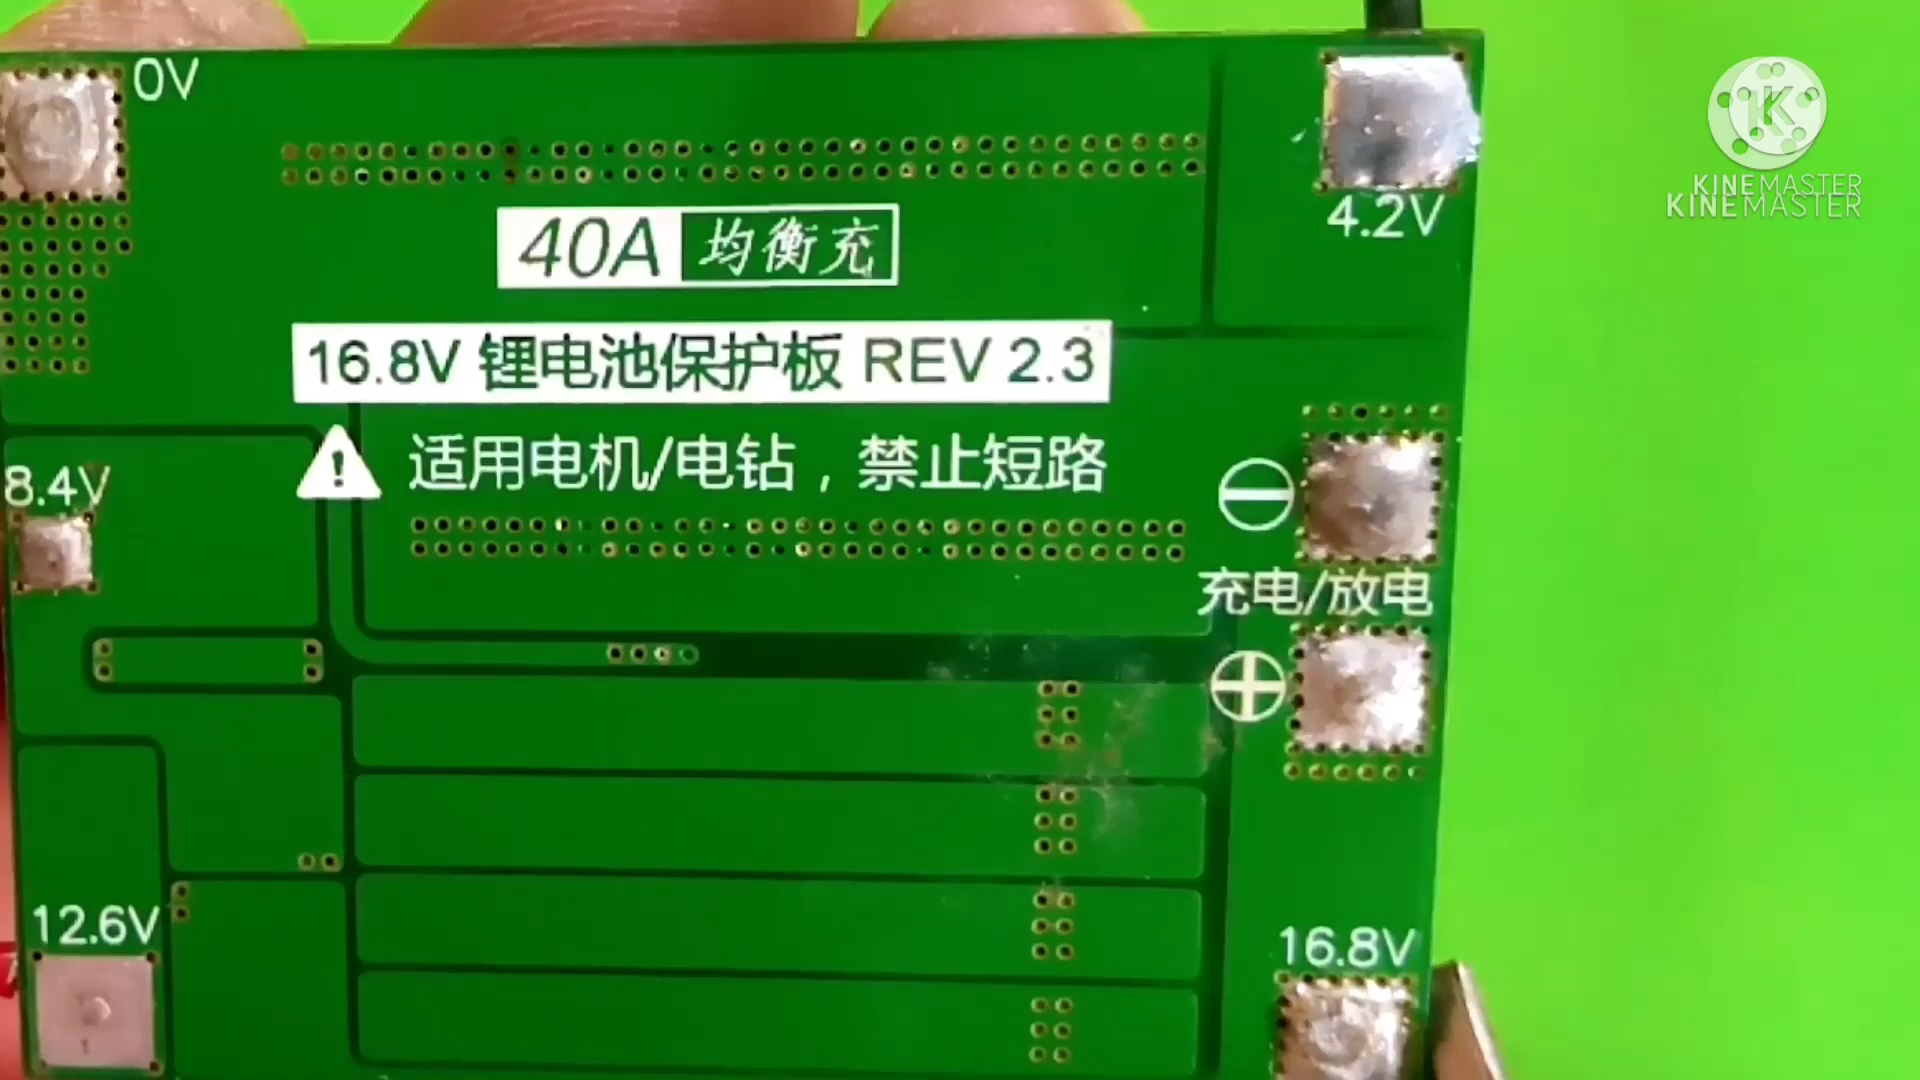 0V
4.2V
KINEMASTER
KINEMASTER
40A 均衡充
16.8V 锂电池保护板 REV 2.3
! 适用电机/电钻，禁止短路
8.4V
充电/放电
12.6V
16.8V